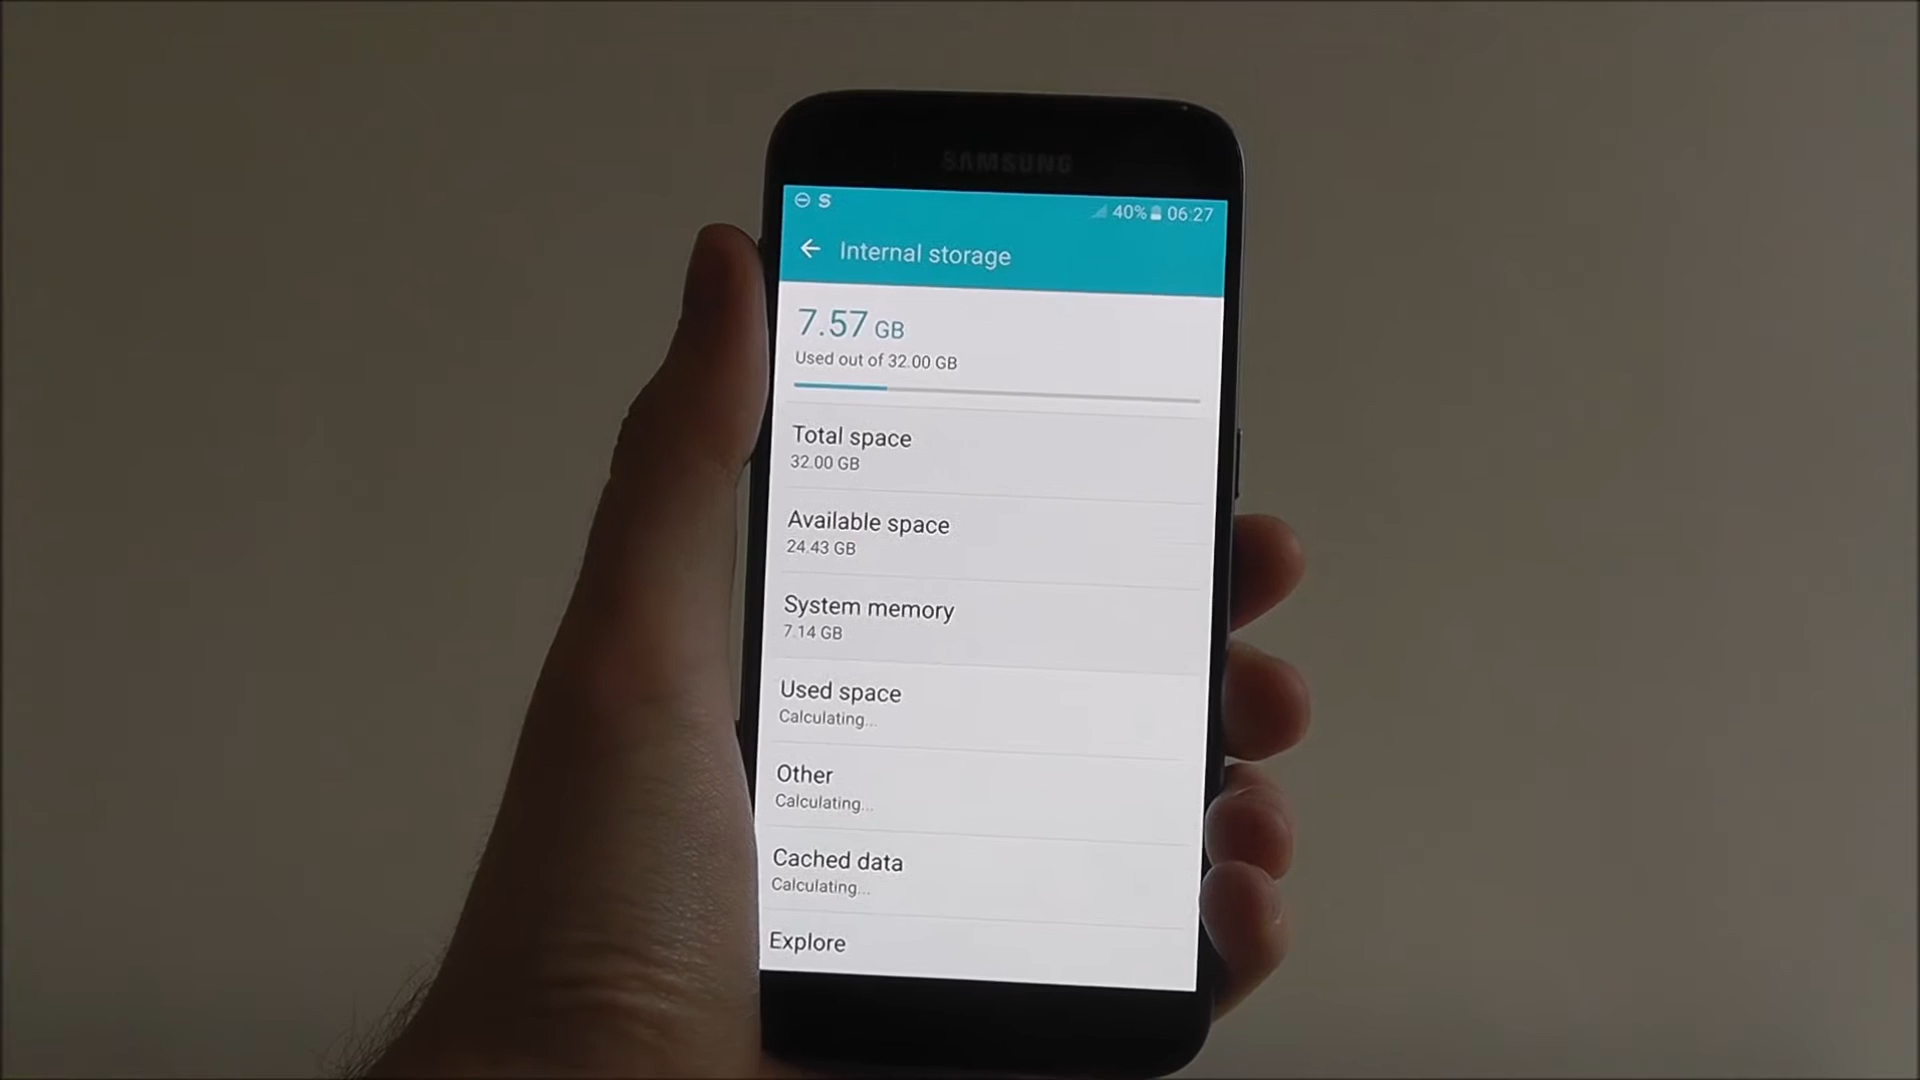 SAMSUNG
S 40% 06:27
Internal storage
7.57 GB
Used out of 32.00 GB
Total space
32.00 GB
Available space
24.43 GB
System memory
7.14 GB
Used space
Calculating...
Other
Calculating...
Cached data
Calculating...
Explore